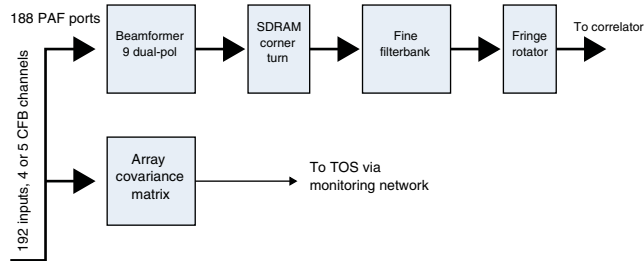 188 PAF ports
192 inputs, 4 or 5 CFB channels
Beamformer
9 dual-pol
SDRAM
corner
turn
Fine
filterbank
Fringe
rotator
To correlator
Array
covariance
matrix
To TOS via
monitoring network